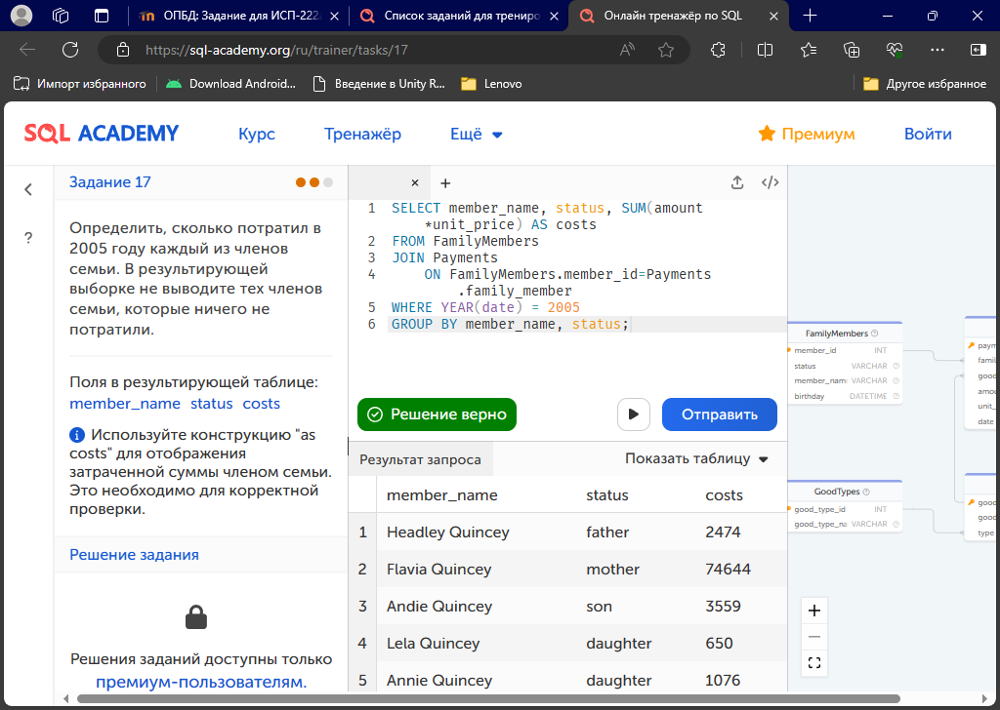 ОПБД: Задание для ИСП-222
Список заданий для трениро
Онлайн тренажёр по SQL
https://sql-academy.org/ru/trainer/tasks/17
Импорт избранного
Download Android...
Введение в Unity R...
Lenovo
Другое избранное
SQL ACADEMY
Курс
Тренажёр
Ещё
Премиум
Войти
Задание 17
Определить, сколько потратил в
2005 году каждый из членов
семьи. В результирующей
выборке не выводите тех членов
семьи, которые ничего не
потратили.
Поля в результирующей таблице:
member_name status costs
Используйте конструкцию "as
costs" для отображения
затраченной суммы членом семьи.
Это необходимо для корректной
проверки.
Решение задания
Решения заданий доступны только
премиум-пользователям.
1 SELECT member_name, status, SUM(amount
*unit_price) AS costs
2 FROM FamilyMembers
3 JOIN Payments
4 ON FamilyMembers.member_id=Payments
.family_member
5 WHERE YEAR(date) = 2005
6 GROUP BY member_name, status;
Решение верно
Отправить
Результат запроса
Показать таблицу
member_name status costs
1 Headley Quincey father 2474
2 Flavia Quincey mother 74644
3 Andie Quincey son 3559
4 Lela Quincey daughter 650
5 Annie Quincey daughter 1076
FamilyMembers
member_id INT
status VARCHAR
member_name VARCHAR
birthday DATETIME
paym
famil
good
amou
unit_
date
GoodTypes
good_type_id INT
good_type_na VARCHAR
good
good
type